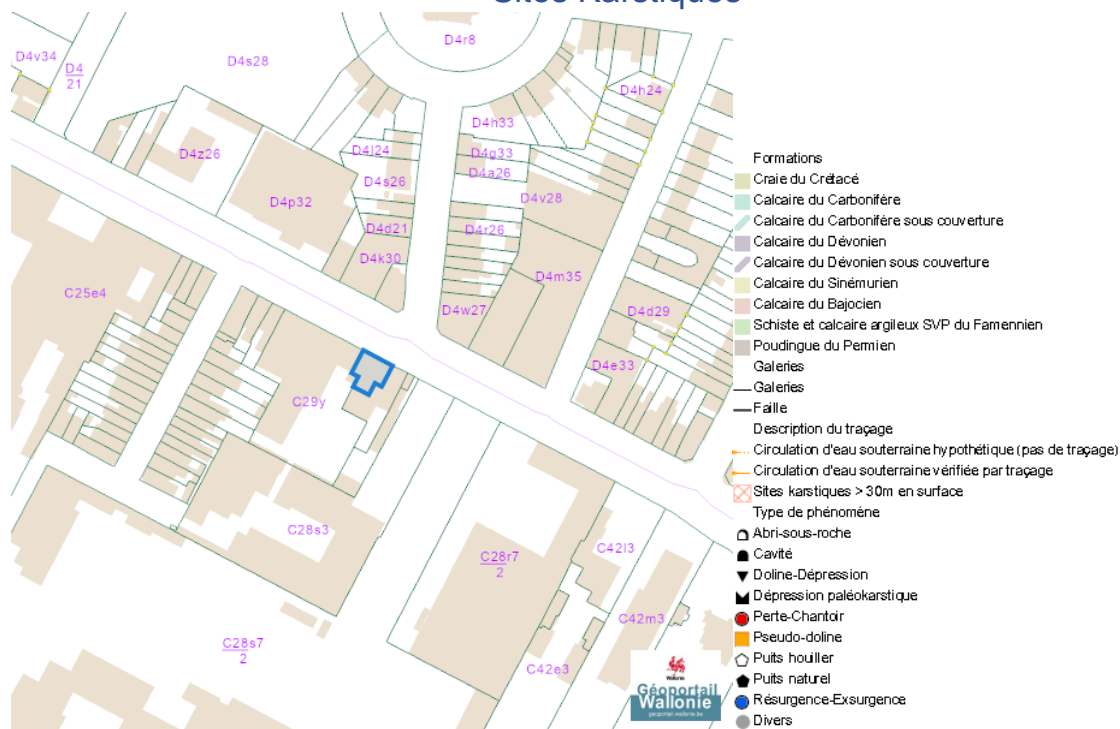 Sites Karstiques
D4r8
D4v34
D4
21
D4s28
D4h24
D4h33
D4z26
D4l24
D4g33
D4a26
D4s26
D4p32
D4v28
D4d21
D4r26
D4k30
D4m35
C25e4
D4w27
D4d29
D4e33
C29y
C28s3
C42l3
C28r7
2
C42m3
C28s7
2
C42e3
Wallonie
Géoportail
Wallonie
geoportail.wallonie.be
Formations
Craie du Crétacé
Calcaire du Carbonifère
Calcaire du Carbonifère sous couverture
Calcaire du Dévonien
Calcaire du Dévonien sous couverture
Calcaire du Sinémurien
Calcaire du Bajocien
Schiste et calcaire argileux SVP du Famennien
Poudingue du Permien
Galeries
Galeries
Faille
Description du traçage
Circulation d'eau souterraine hypothétique (pas de traçage)
Circulation d'eau souterraine vérifiée par traçage
Sites karstiques > 30m en surface
Type de phénomène
Abri-sous-roche
Cavité
Doline-Dépression
Dépression paléokarstique
Perte-Chantoir
Pseudo-doline
Puits houiller
Puits naturel
Résurgence-Exsurgence
Divers